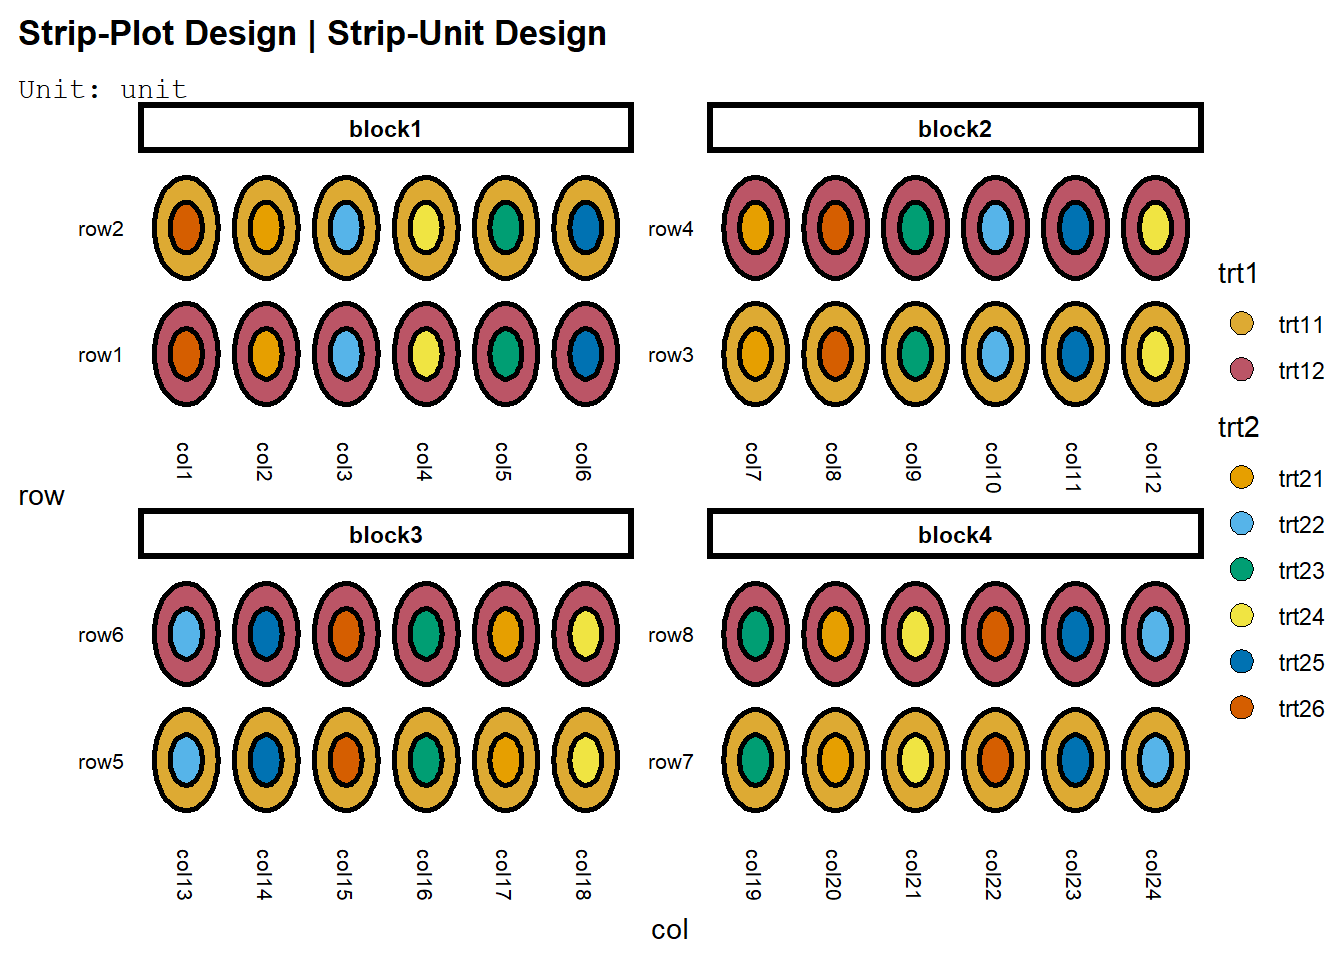 Strip-Plot Design | Strip-Unit Design
Unit: unit
block1
row2
row1
col1 col2 col3 col4 col5 col6
block2
row4
row3
col7 col8 col9 col10 col11 col12
row
block3
row6
row5
col13 col14 col15 col16 col17 col18
block4
row8
row7
col19 col20 col21 col22 col23 col24
col
trt1
trt11
trt12
trt2
trt21
trt22
trt23
trt24
trt25
trt26